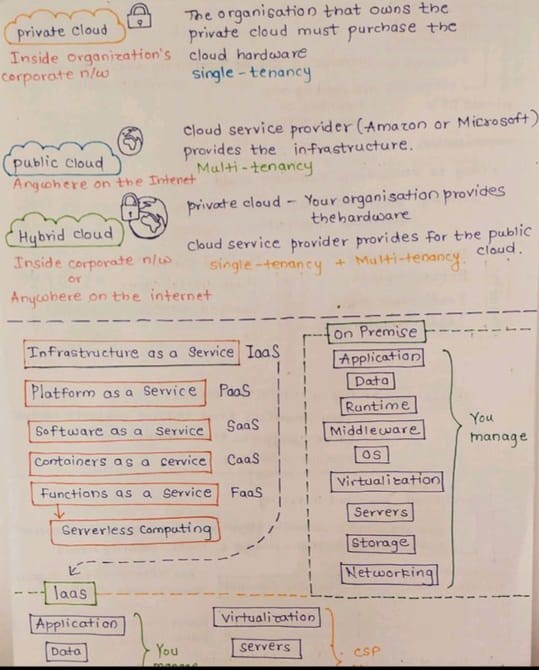 private cloud
Inside Organization's
corporate n/w
The organisation that owns the
private cloud must purchase the
cloud hardware
single-tenancy
public cloud
Anywhere on the Internet
cloud service provider (Amazon or Microsoft)
provides the infrastructure.
Multi-tenancy
Hybrid cloud
Inside corporate n/w
or
Anywhere on the internet
private cloud - Your organisation provides
the hardware
cloud service provider provides for the public
cloud.
single-tenancy + Multi-tenancy
Infrastructure as a Service IaaS
Platform as a Service PaaS
Software as a Service SaaS
Containers as a service CaaS
Functions as a Service FaaS
Serverless Computing
On Premise
Application
Data
Runtime
Middleware
OS
Virtualization
Servers
Storage
Networking
You
manage
Iaas
Application
Data
You
manage
Virtualization
servers
CSP